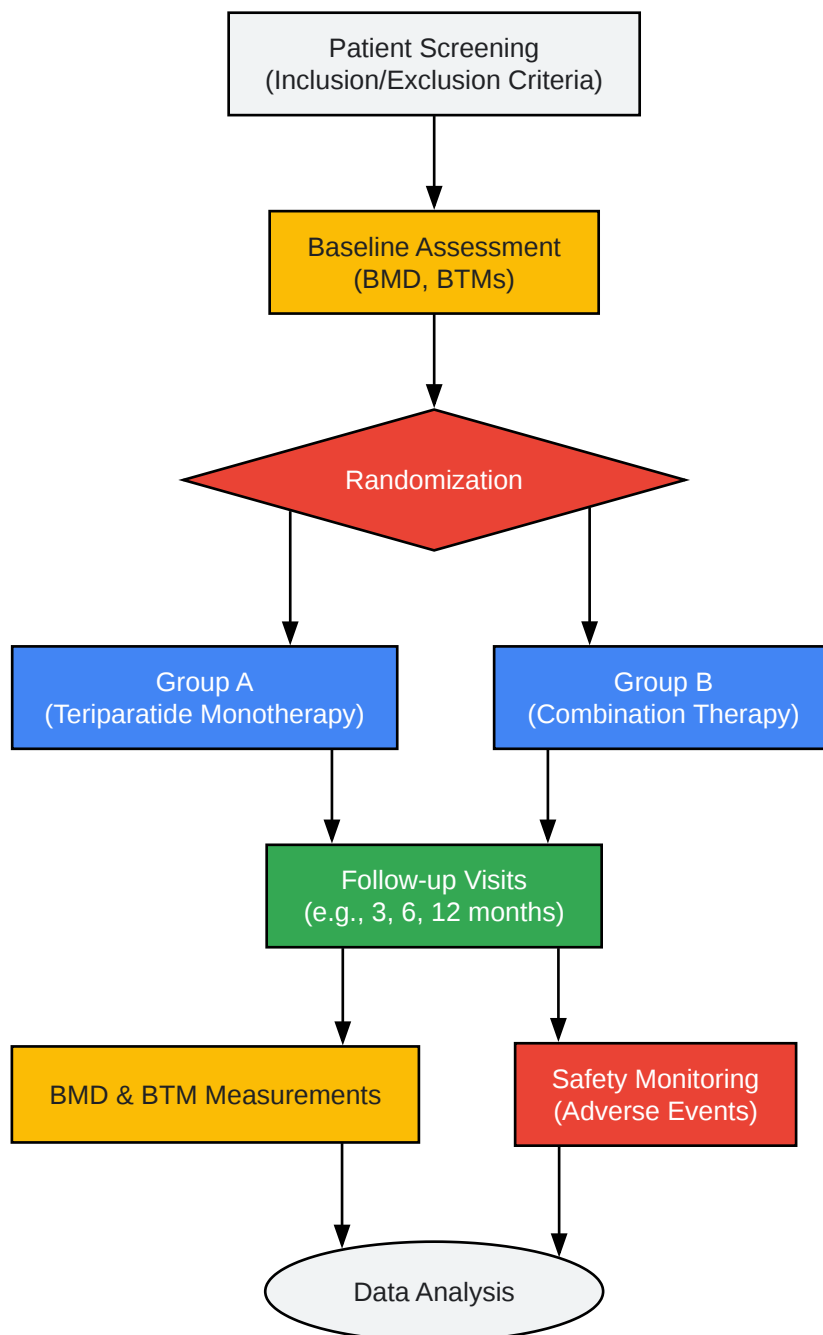 Patient Screening
(Inclusion/Exclusion Criteria)
Baseline Assessment
(BMD, BTMs)
Randomization
Group A
(Teriparatide Monotherapy)
Group B
(Combination Therapy)
Follow-up Visits
(e.g., 3, 6, 12 months)
BMD & BTM Measurements
Safety Monitoring
(Adverse Events)
Data Analysis